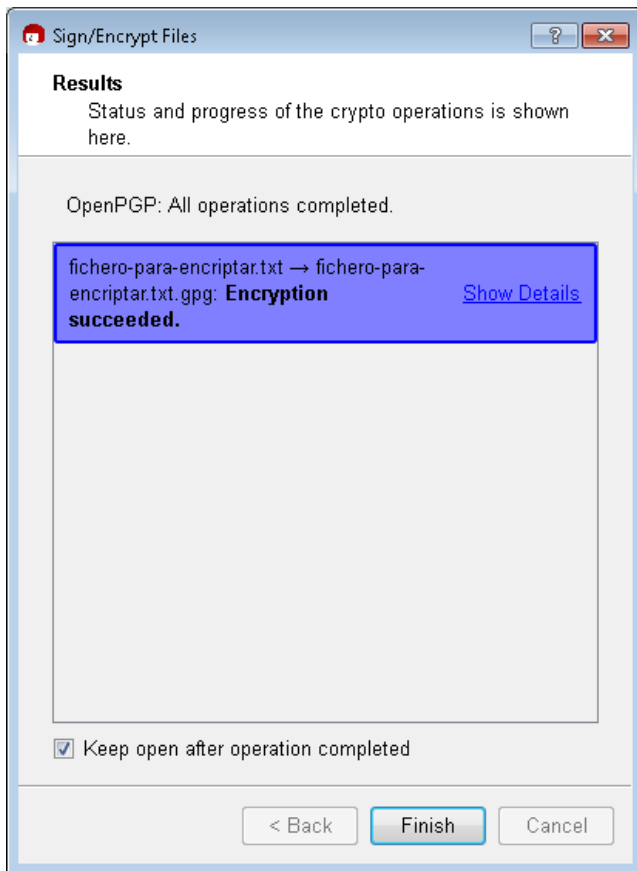 Sign/Encrypt Files
Results
Status and progress of the crypto operations is shown
here.
OpenPGP: All operations completed.
fichero-para-encriptar.txt → fichero-para-
encriptar.txt.gpg: Encryption
succeeded.
Show Details
Keep open after operation completed
< Back
Finish
Cancel